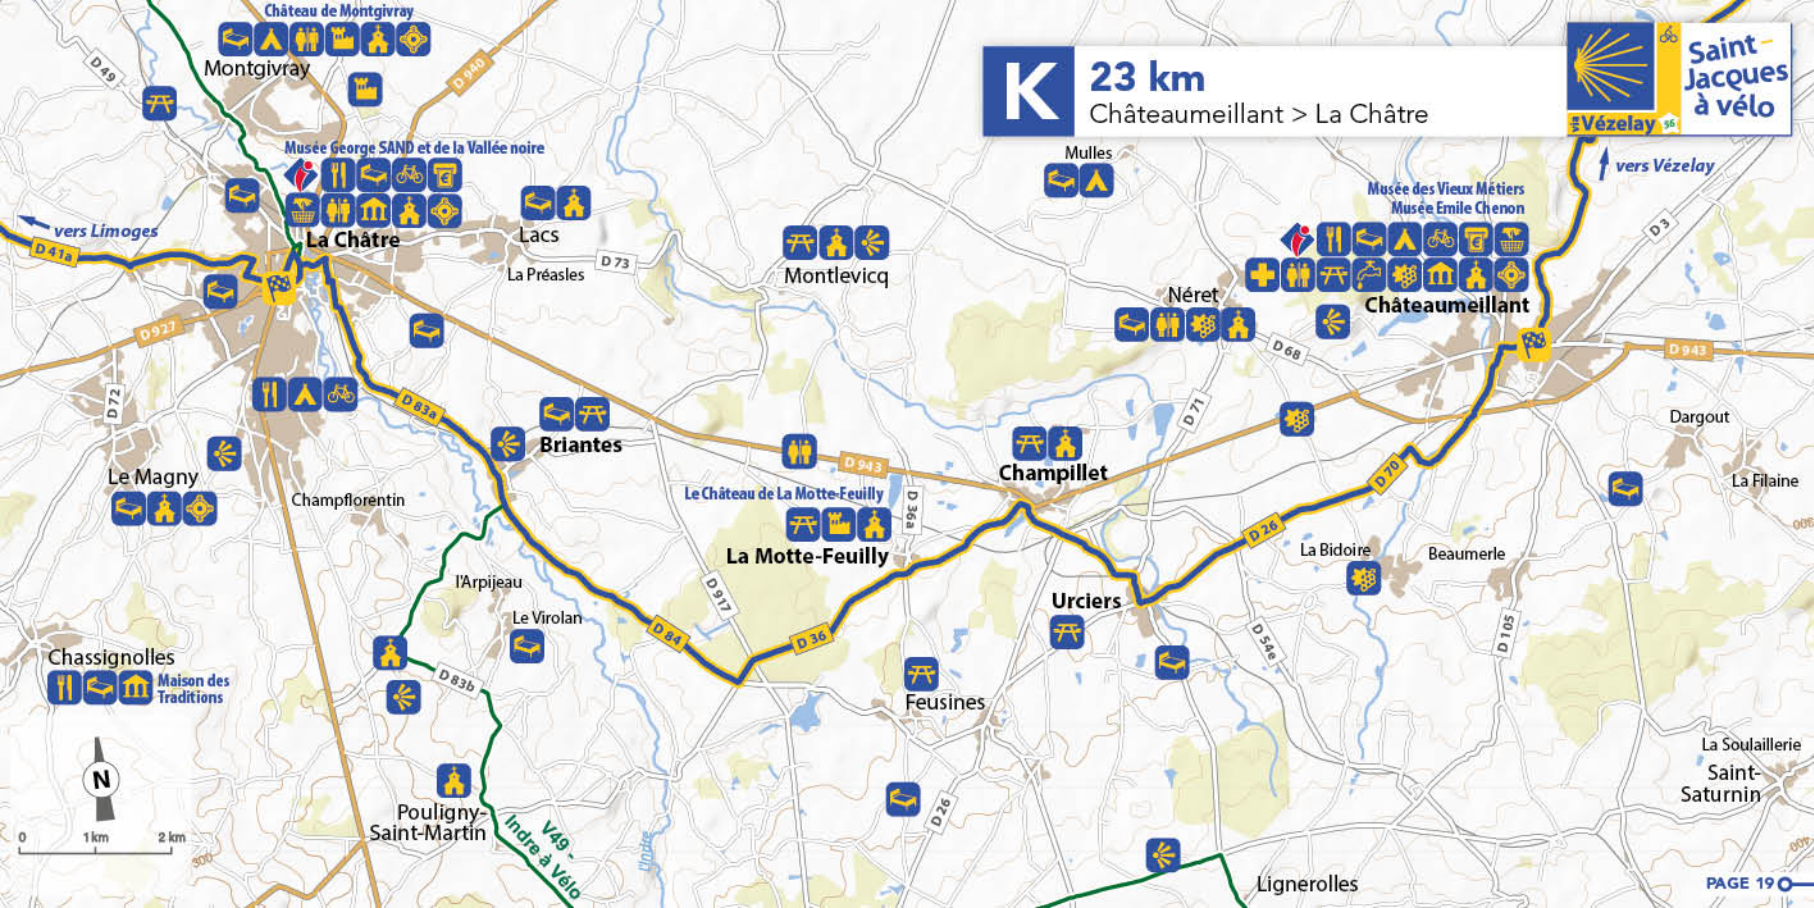 Château de Montgivray
Montgivray
D 49
D 940
K
23 km
Châteaumeillant > La Châtre
Saint-
Jacques
à vélo
via Vézelay
56
vers Vézelay
Mulles
Musée George SAND et de la Vallée noire
Musée des Vieux Métiers
Musée Emile Chenon
D 3
vers Limoges
D 41a
La Châtre
Lacs
La Préasles
D 73
Montlevicq
Néret
Châteaumeillant
D 927
D 68
D 943
D 72
D 83a
Briantes
D 71
Dargout
Le Magny
Champflorentin
D 943
Champillet
D 70
La Filaine
Le Château de La Motte-Feuilly
La Motte-Feuilly
D 36a
D 26
La Bidoire
Beaumerle
300
l'Arpijeau
D 917
Urciers
Le Virolan
D 84
D 36
D 54e
D 105
Chassignolles
Maison des
Traditions
D 83b
Feusines
N
La Soulaillerie
Saint-
Saturnin
Pouligny-
Saint-Martin
D 26
V49 -
Indre à Vélo
l'Indre
0 1 km 2 km
300
Lignerolles
PAGE 19